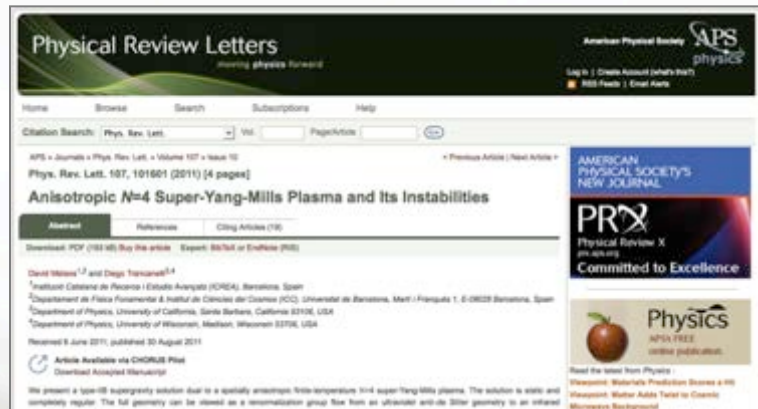 Physical Review Letters
moving physics forward
American Physical Society
APS
physics
Log in | Create Account (what's this?)
RSS Feeds | Email Alerts
Home Browse Search Subscriptions Help
Citation Search: Phys. Rev. Lett. Vol. Page/Article Go
APS » Journals » Phys. Rev. Lett. » Volume 107 » Issue 10
< Previous Article | Next Article >
Phys. Rev. Lett. 107, 101601 (2011) [4 pages]
Anisotropic N=4 Super-Yang-Mills Plasma and Its Instabilities
Abstract References Citing Articles (19)
Download: PDF (193 kB) Buy this article Export: BibTeX or EndNote (RIS)
David Mateos1,2 and Diego Trancanelli3,4
1Institució Catalana de Recerca i Estudis Avançats (ICREA), Barcelona, Spain
2Departament de Física Fonamental & Institut de Ciències del Cosmos (ICC), Universitat de Barcelona, Martí i Franquès 1, E-08028 Barcelona, Spain
3Department of Physics, University of California, Santa Barbara, California 93106, USA
4Department of Physics, University of Wisconsin, Madison, Wisconsin 53706, USA
Received 6 June 2011; published 30 August 2011
Article Available via CHORUS Pilot
Download Accepted Manuscript
We present a type-IIB supergravity solution dual to a spatially anisotropic finite-temperature N=4 super-Yang-Mills plasma. The solution is static and
completely regular. The full geometry can be viewed as a renormalization group flow from an ultraviolet anti-de Sitter geometry to an infrared
AMERICAN
PHYSICAL SOCIETY'S
NEW JOURNAL
PRX
Physical Review X
prx.aps.org
Committed to Excellence
Physics
APS'S FREE
online publication.
Read the latest from Physics :
Viewpoint: Materials Prediction Scores a Hit
Viewpoint: Matter Adds Twist to Cosmic
Microwave Background